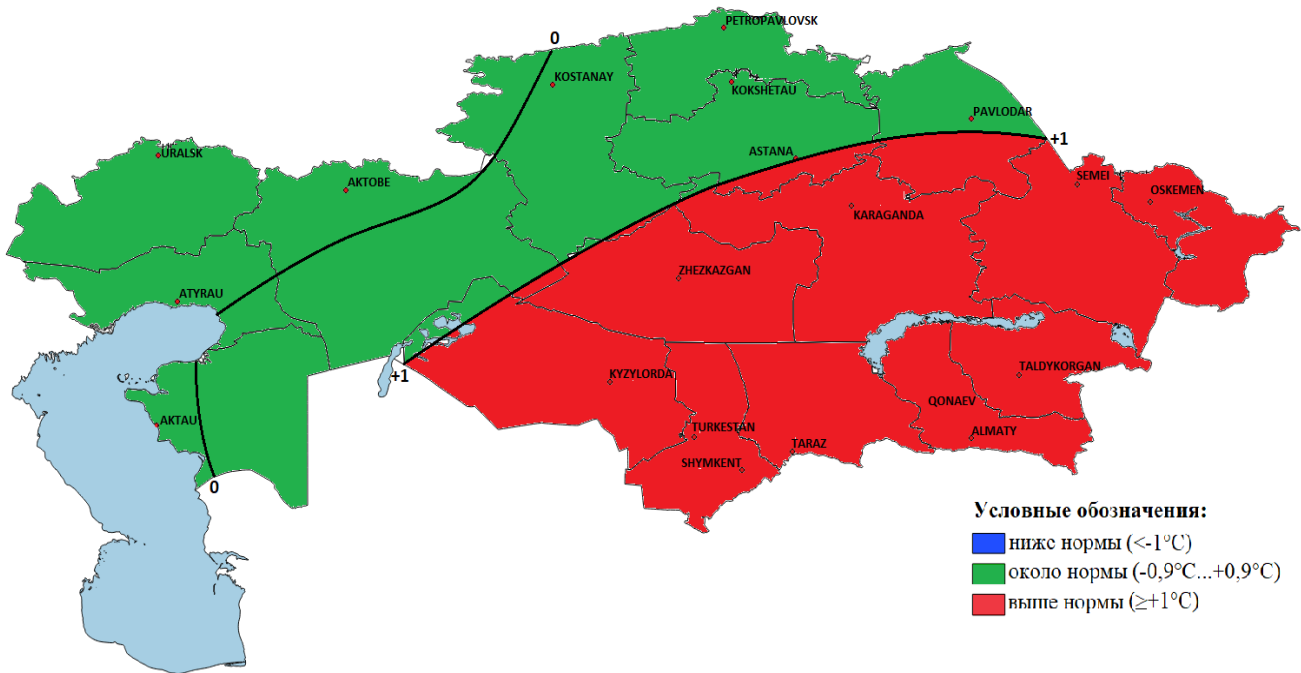 PETROPAVLOVSK
0
KOSTANAY
KOKSHETAU
PAVLODAR
+1
ASTANA
URALSK
AKTOBE
SEMEI
OSKEMEN
KARAGANDA
ZHEZKAZGAN
ATYRAU
+1
TALDYKORGAN
KYZYLORDA
QONAEV
AKTAU
TURKESTAN
ALMATY
TARAZ
SHYMKENT
0
Условные обозначения:
ниже нормы (<-1°C)
около нормы (-0,9°C...+0,9°C)
выше нормы (≥+1°C)